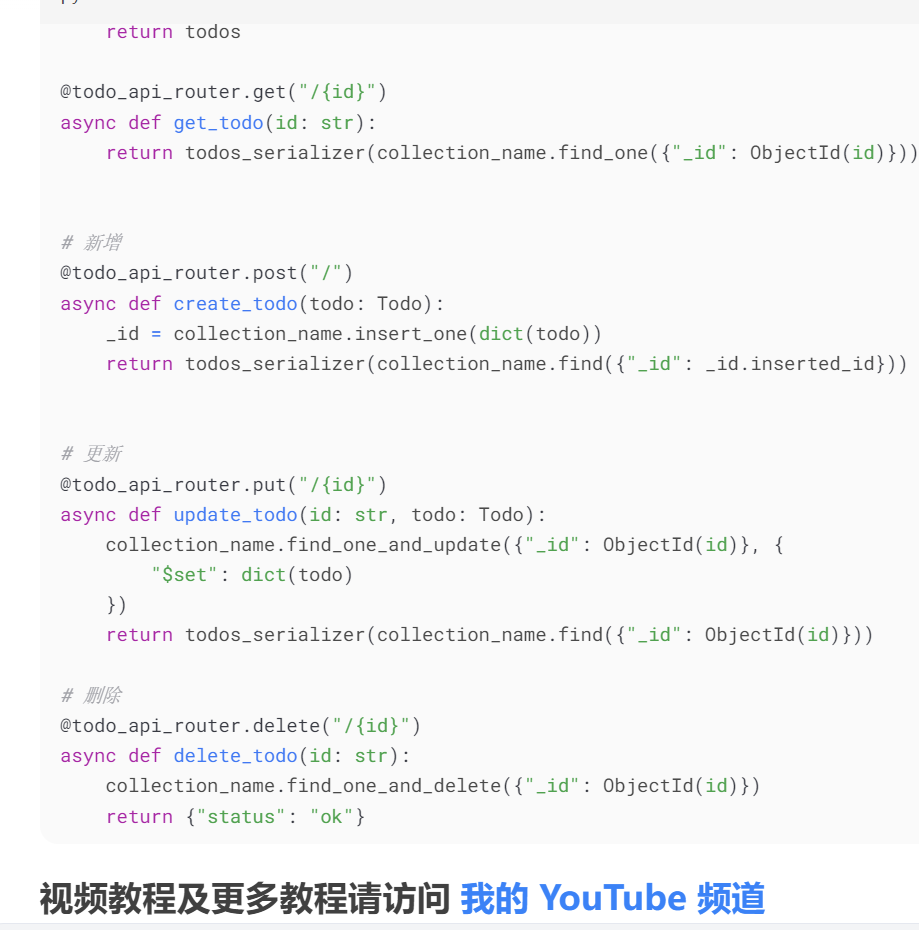 return todos

@todo_api_router.get("/{id}")
async def get_todo(id: str):
    return todos_serializer(collection_name.find_one({"_id": ObjectId(id)}))

# 新增
@todo_api_router.post("/")
async def create_todo(todo: Todo):
    _id = collection_name.insert_one(dict(todo))
    return todos_serializer(collection_name.find({"_id": _id.inserted_id}))

# 更新
@todo_api_router.put("/{id}")
async def update_todo(id: str, todo: Todo):
    collection_name.find_one_and_update({"_id": ObjectId(id)}, {
        "$set": dict(todo)
    })
    return todos_serializer(collection_name.find({"_id": ObjectId(id)}))

# 删除
@todo_api_router.delete("/{id}")
async def delete_todo(id: str):
    collection_name.find_one_and_delete({"_id": ObjectId(id)})
    return {"status": "ok"}

视频教程及更多教程请访问 我的 YouTube 频道